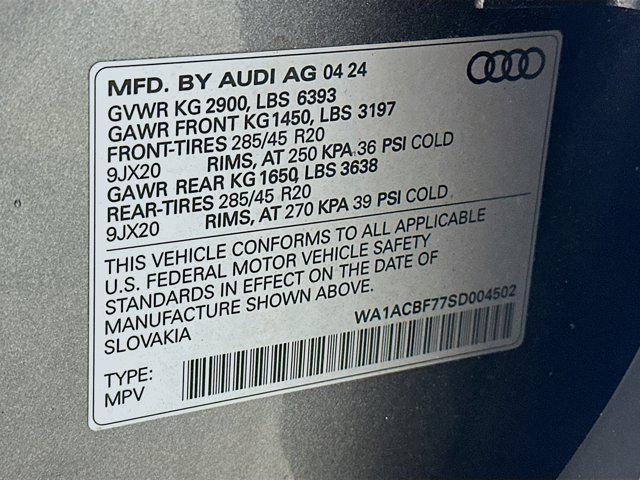 MFD. BY AUDI AG 04 24
GVWR KG 2900, LBS 6393
GAWR FRONT KG 1450, LBS 3197
FRONT-TIRES 285/45 R20
9JX20 RIMS, AT 250 KPA 36 PSI COLD
GAWR REAR KG 1650, LBS 3638
REAR-TIRES 285/45 R20
9JX20 RIMS, AT 270 KPA 39 PSI COLD
THIS VEHICLE CONFORMS TO ALL APPLICABLE
U.S. FEDERAL MOTOR VEHICLE SAFETY
STANDARDS IN EFFECT ON THE DATE OF
MANUFACTURE SHOWN ABOVE.
SLOVAKIA WA1ACBF77SD004502
TYPE:
MPV